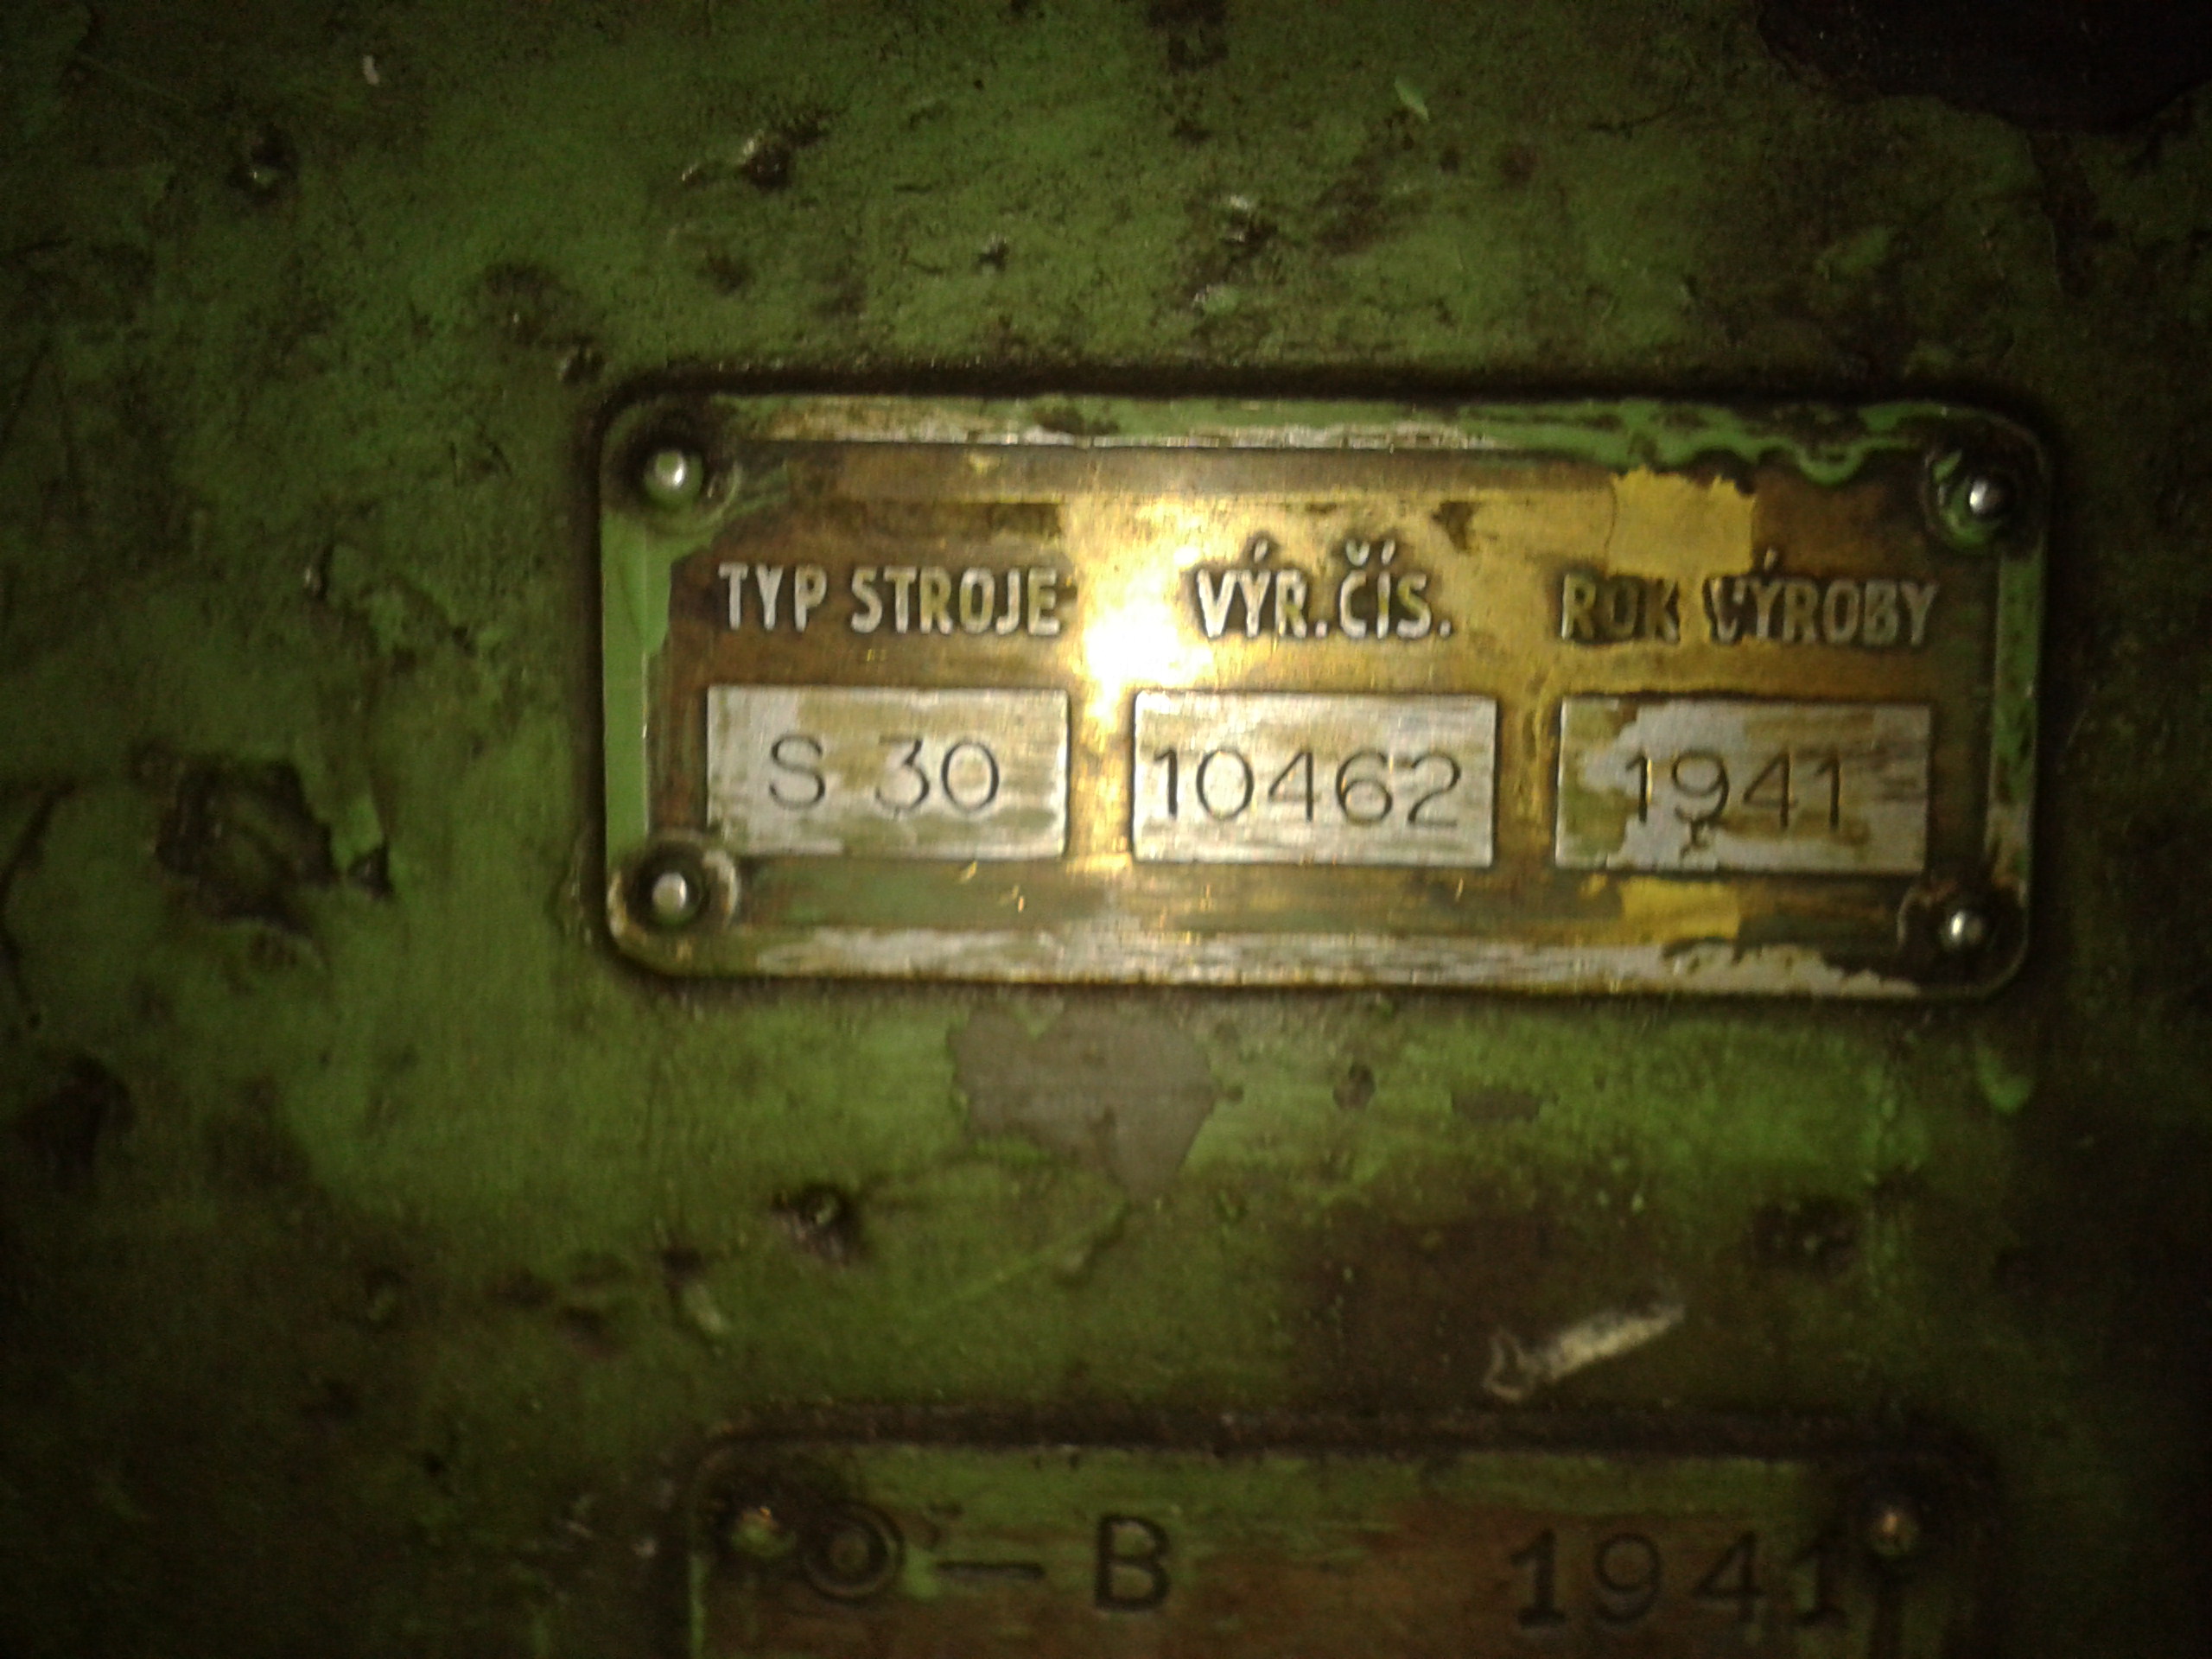 TYP STROJE VÝR.ČÍS. ROK VÝROBY
S 30 10462 1941
— B 1941